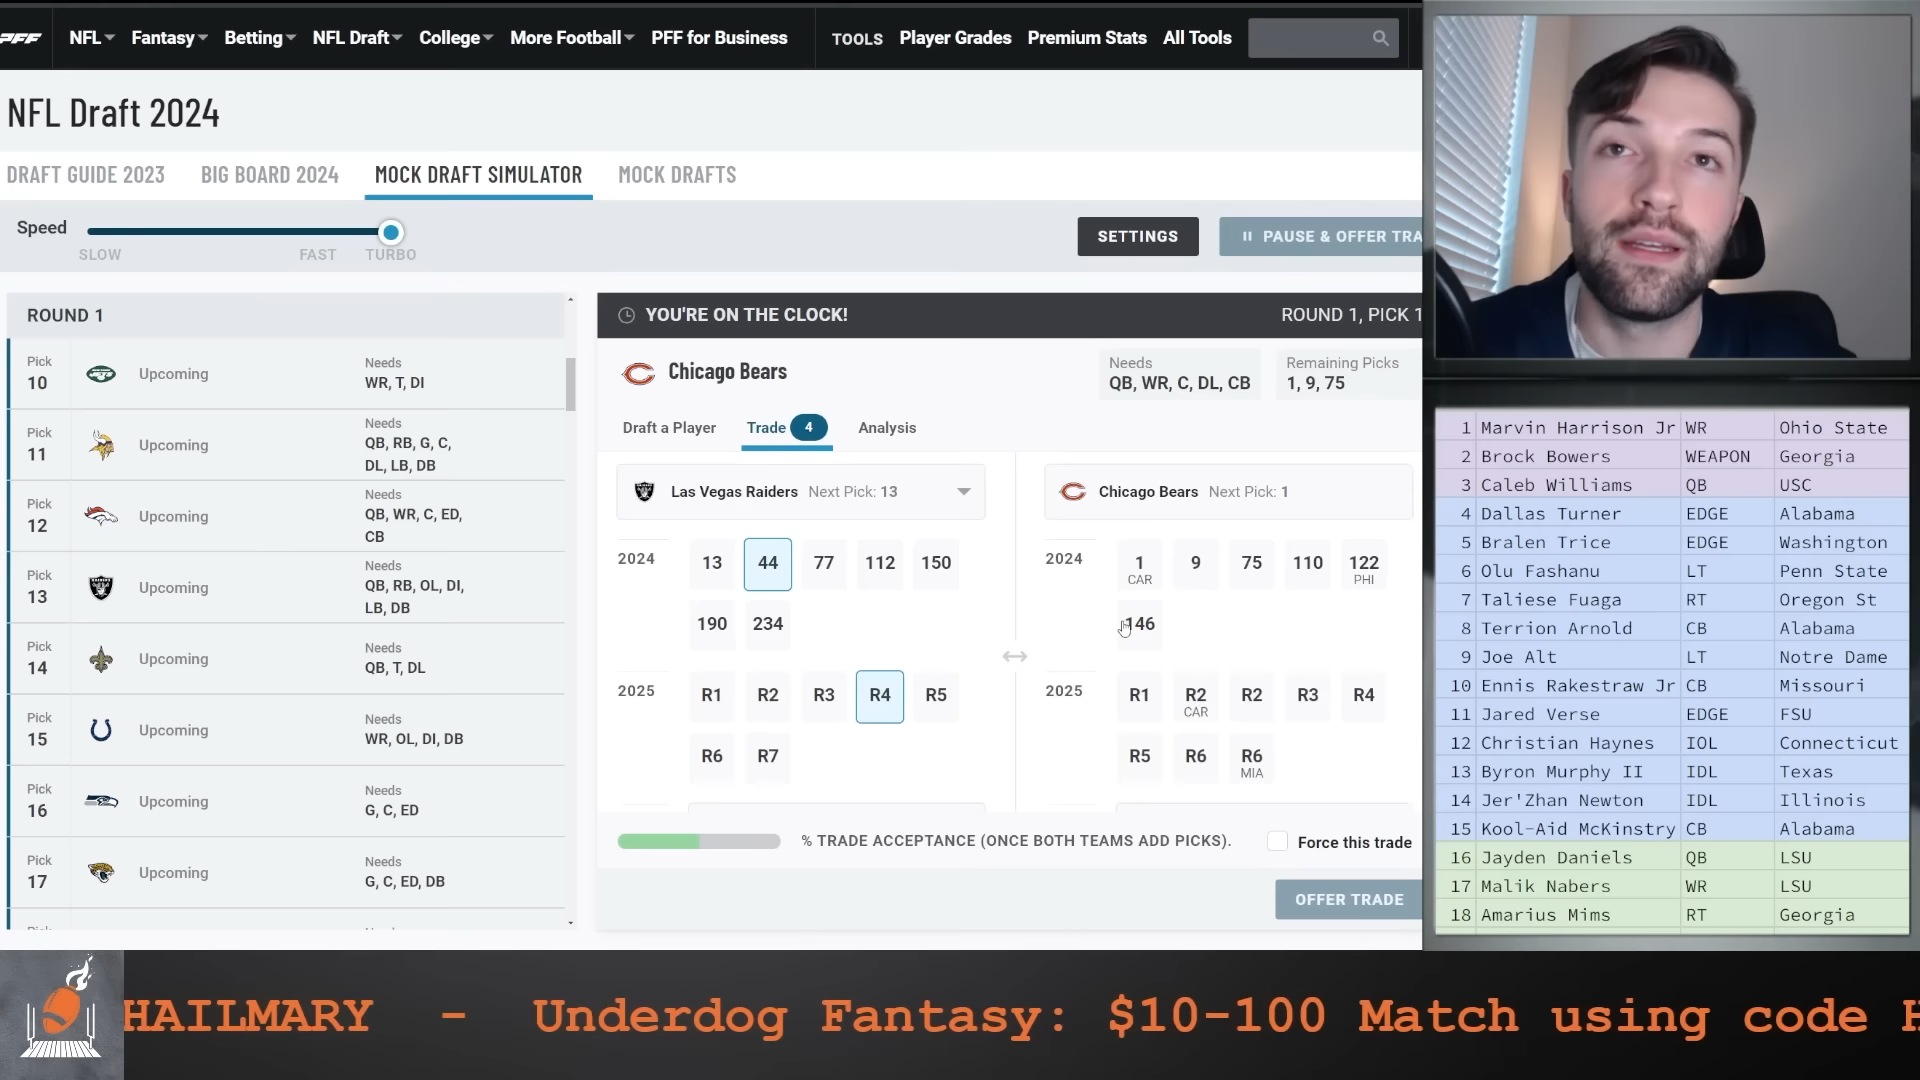 PFF
NFL
Fantasy
Betting
NFL Draft
College
More Football
PFF for Business
TOOLS
Player Grades
Premium Stats
All Tools
NFL Draft 2024
DRAFT GUIDE 2023
BIG BOARD 2024
MOCK DRAFT SIMULATOR
MOCK DRAFTS
Speed
SLOW
FAST
TURBO
SETTINGS
PAUSE & OFFER TRA
ROUND 1
Pick
10
Upcoming
Needs
WR, T, DI
Pick
11
Upcoming
Needs
QB, RB, G, C,
DL, LB, DB
Pick
12
Upcoming
Needs
QB, WR, C, ED,
CB
Pick
13
Upcoming
Needs
QB, RB, OL, DI,
LB, DB
Pick
14
Upcoming
Needs
QB, T, DL
Pick
15
Upcoming
Needs
WR, OL, DI, DB
Pick
16
Upcoming
Needs
G, C, ED
Pick
17
Upcoming
Needs
G, C, ED, DB
YOU'RE ON THE CLOCK!
ROUND 1, PICK 1
Chicago Bears
Needs
QB, WR, C, DL, CB
Remaining Picks
1, 9, 75
Draft a Player
Trade 4
Analysis
Las Vegas Raiders Next Pick: 13
2024
13 44 77 112 150
190 234
2025
R1 R2 R3 R4 R5
R6 R7
Chicago Bears Next Pick: 1
2024
1 CAR 9 75 110 122 PHI
146
2025
R1 R2 CAR R2 R3 R4
R5 R6 R6 MIA
% TRADE ACCEPTANCE (ONCE BOTH TEAMS ADD PICKS).
Force this trade
OFFER TRADE
1 Marvin Harrison Jr WR Ohio State
2 Brock Bowers WEAPON Georgia
3 Caleb Williams QB USC
4 Dallas Turner EDGE Alabama
5 Bralen Trice EDGE Washington
6 Olu Fashanu LT Penn State
7 Taliese Fuaga RT Oregon St
8 Terrion Arnold CB Alabama
9 Joe Alt LT Notre Dame
10 Ennis Rakestraw Jr CB Missouri
11 Jared Verse EDGE FSU
12 Christian Haynes IOL Connecticut
13 Byron Murphy II IDL Texas
14 Jer'Zhan Newton IDL Illinois
15 Kool-Aid McKinstry CB Alabama
16 Jayden Daniels QB LSU
17 Malik Nabers WR LSU
18 Amarius Mims RT Georgia
HAILMARY - Underdog Fantasy: $10-100 Match using code H